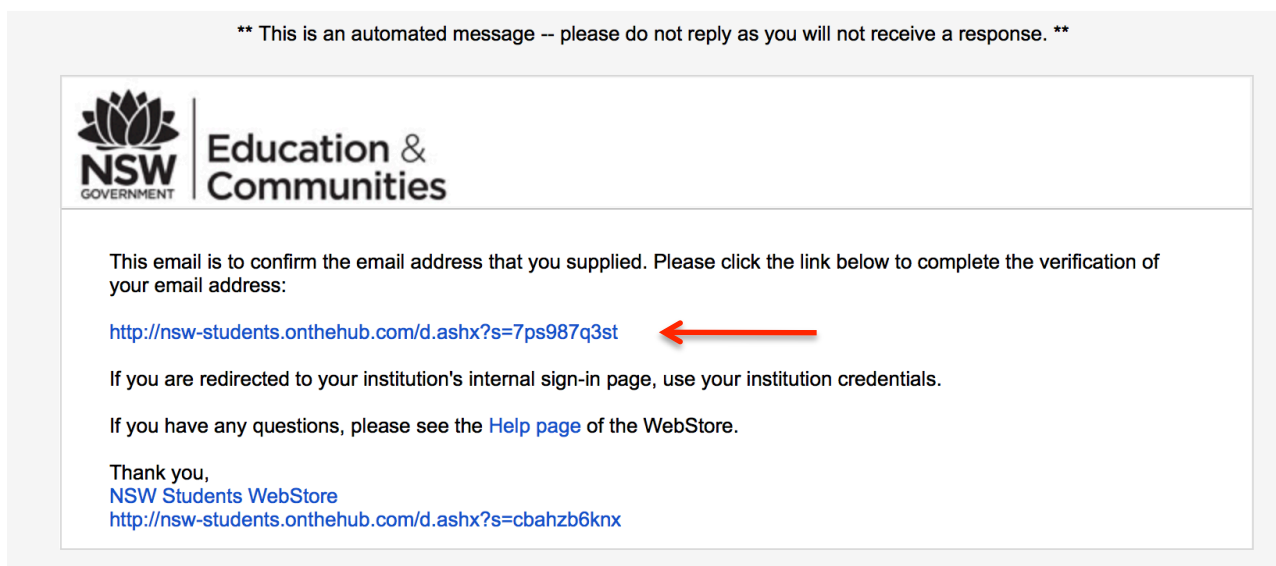 ** This is an automated message -- please do not reply as you will not receive a response. **
NSW
GOVERNMENT
Education &
Communities
This email is to confirm the email address that you supplied. Please click the link below to complete the verification of
your email address:
http://nsw-students.onthehub.com/d.ashx?s=7ps987q3st
If you are redirected to your institution's internal sign-in page, use your institution credentials.
If you have any questions, please see the Help page of the WebStore.
Thank you,
NSW Students WebStore
http://nsw-students.onthehub.com/d.ashx?s=cbahzb6knx